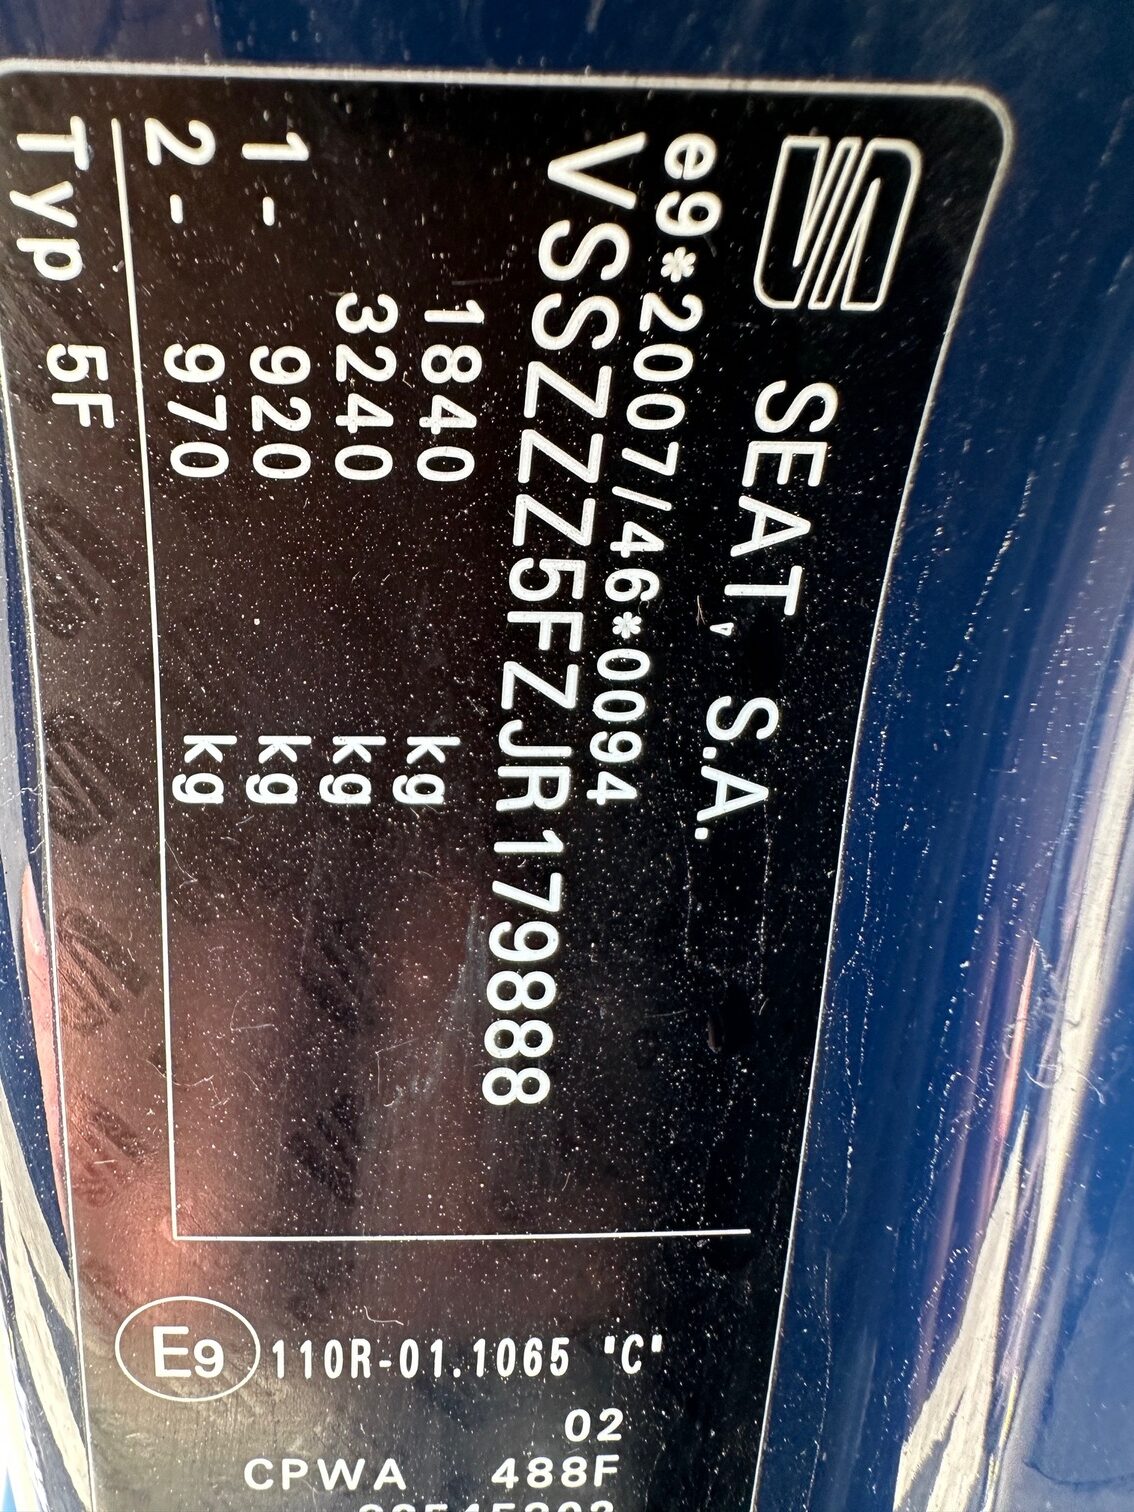 SEAT, S.A.
e9*2007/46*0094
VSSZZZ5FZJR179888
1840 kg
3240 kg
1- 920 kg
2- 970 kg
Typ 5F
E9 110R-01.1065 "C"
02
CPWA 488F